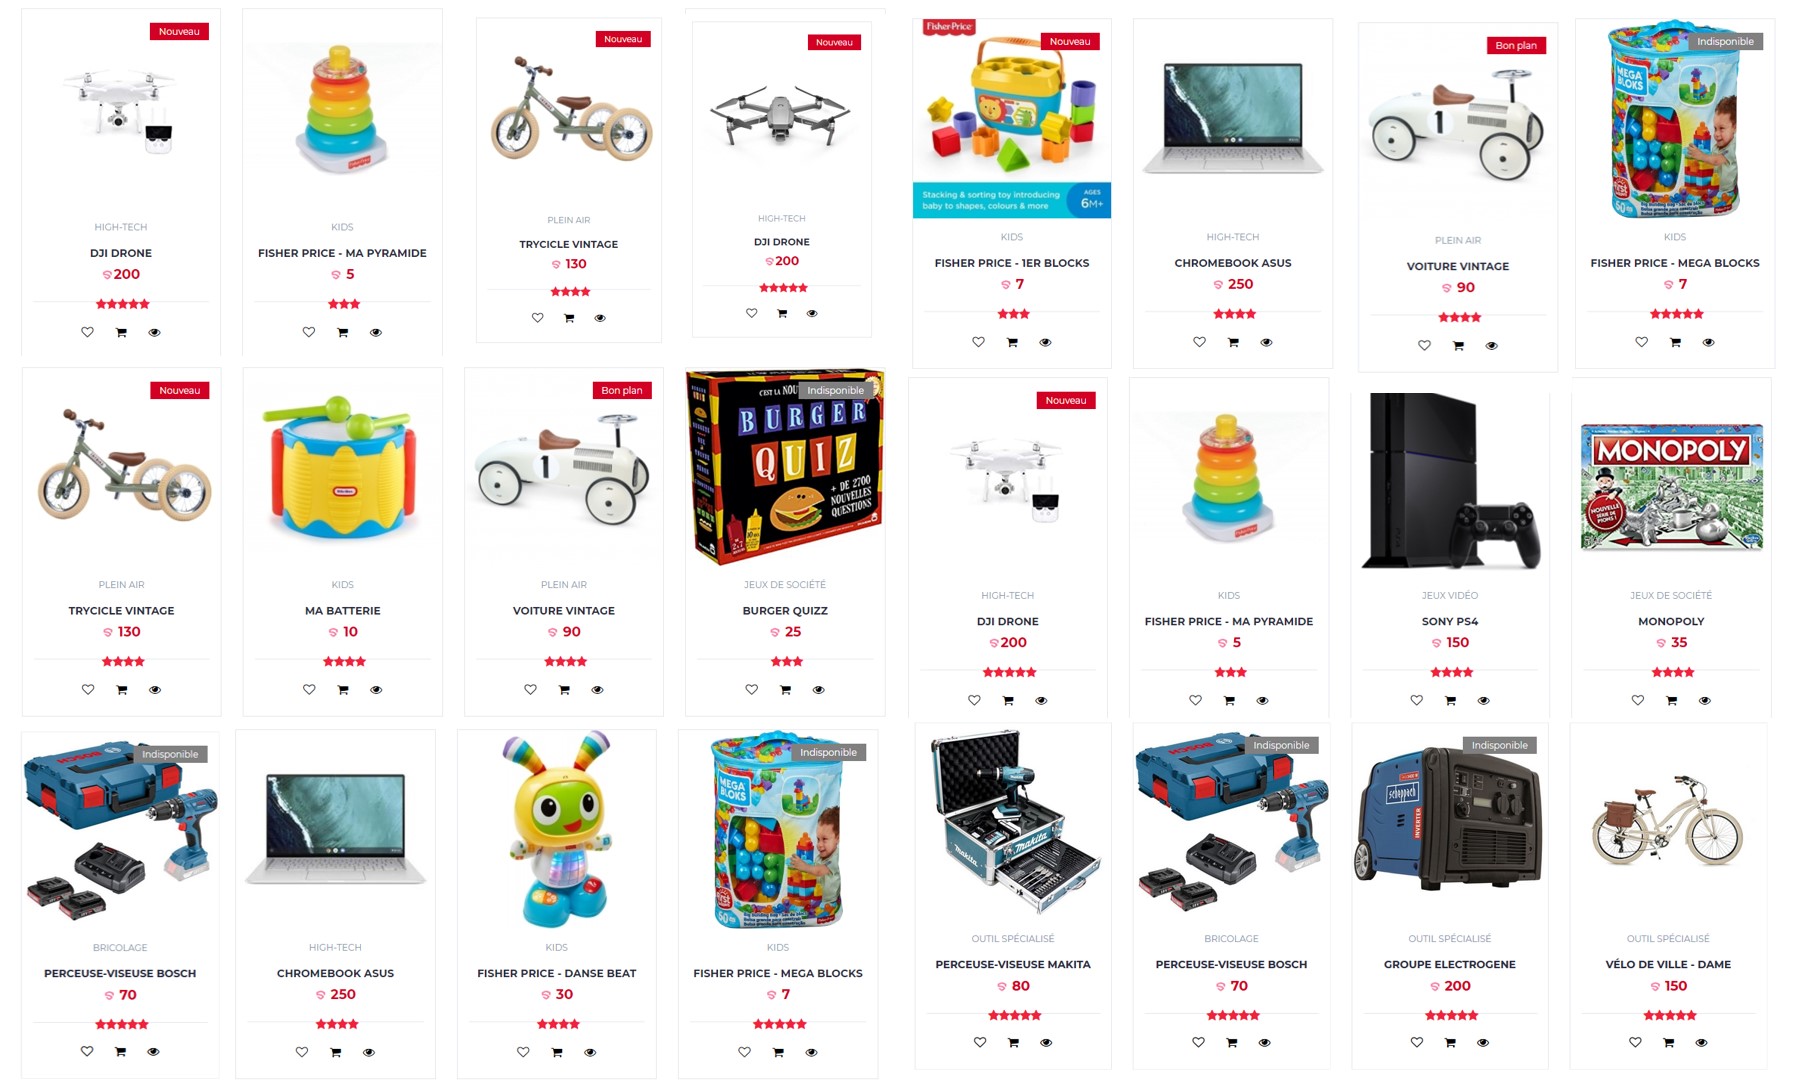 Nouveau
HIGH-TECH
DJI DRONE
200
KIDS
FISHER PRICE - MA PYRAMIDE
5
Nouveau
PLEIN AIR
TRYCICLE VINTAGE
130
Nouveau
HIGH-TECH
DJI DRONE
200
Fisher-Price
Nouveau
Stacking & sorting toy introducing
baby to shapes, colours & more
AGES
6M+
KIDS
FISHER PRICE - 1ER BLOCKS
7
HIGH-TECH
CHROMEBOOK ASUS
250
Bon plan
1
PLEIN AIR
VOITURE VINTAGE
90
Indisponible
MEGA
BLOKS
KIDS
FISHER PRICE - MEGA BLOCKS
7
Nouveau
PLEIN AIR
TRYCICLE VINTAGE
130
KIDS
MA BATTERIE
10
Bon plan
1
PLEIN AIR
VOITURE VINTAGE
90
Indisponible
C'EST LA NOU
BURGER
QUIZ
+ DE 2700
NOUVELLES
QUESTIONS
JEUX DE SOCIÉTÉ
BURGER QUIZZ
25
Nouveau
HIGH-TECH
DJI DRONE
200
KIDS
FISHER PRICE - MA PYRAMIDE
5
JEUX VIDÉO
SONY PS4
150
MONOPOLY
NOUVELLE
SÉRIE DE
PIONS !
JEUX DE SOCIÉTÉ
MONOPOLY
35
Indisponible
BOSCH
BRICOLAGE
PERCEUSE-VISEUSE BOSCH
70
HIGH-TECH
CHROMEBOOK ASUS
250
KIDS
FISHER PRICE - DANSE BEAT
30
Indisponible
MEGA
BLOKS
KIDS
FISHER PRICE - MEGA BLOCKS
7
Makita
Makita
OUTIL SPÉCIALISÉ
PERCEUSE-VISEUSE MAKITA
80
Indisponible
BOSCH
BRICOLAGE
PERCEUSE-VISEUSE BOSCH
70
Indisponible
scheppach
INVERTER
OUTIL SPÉCIALISÉ
GROUPE ELECTROGENE
200
OUTIL SPÉCIALISÉ
VÉLO DE VILLE - DAME
150